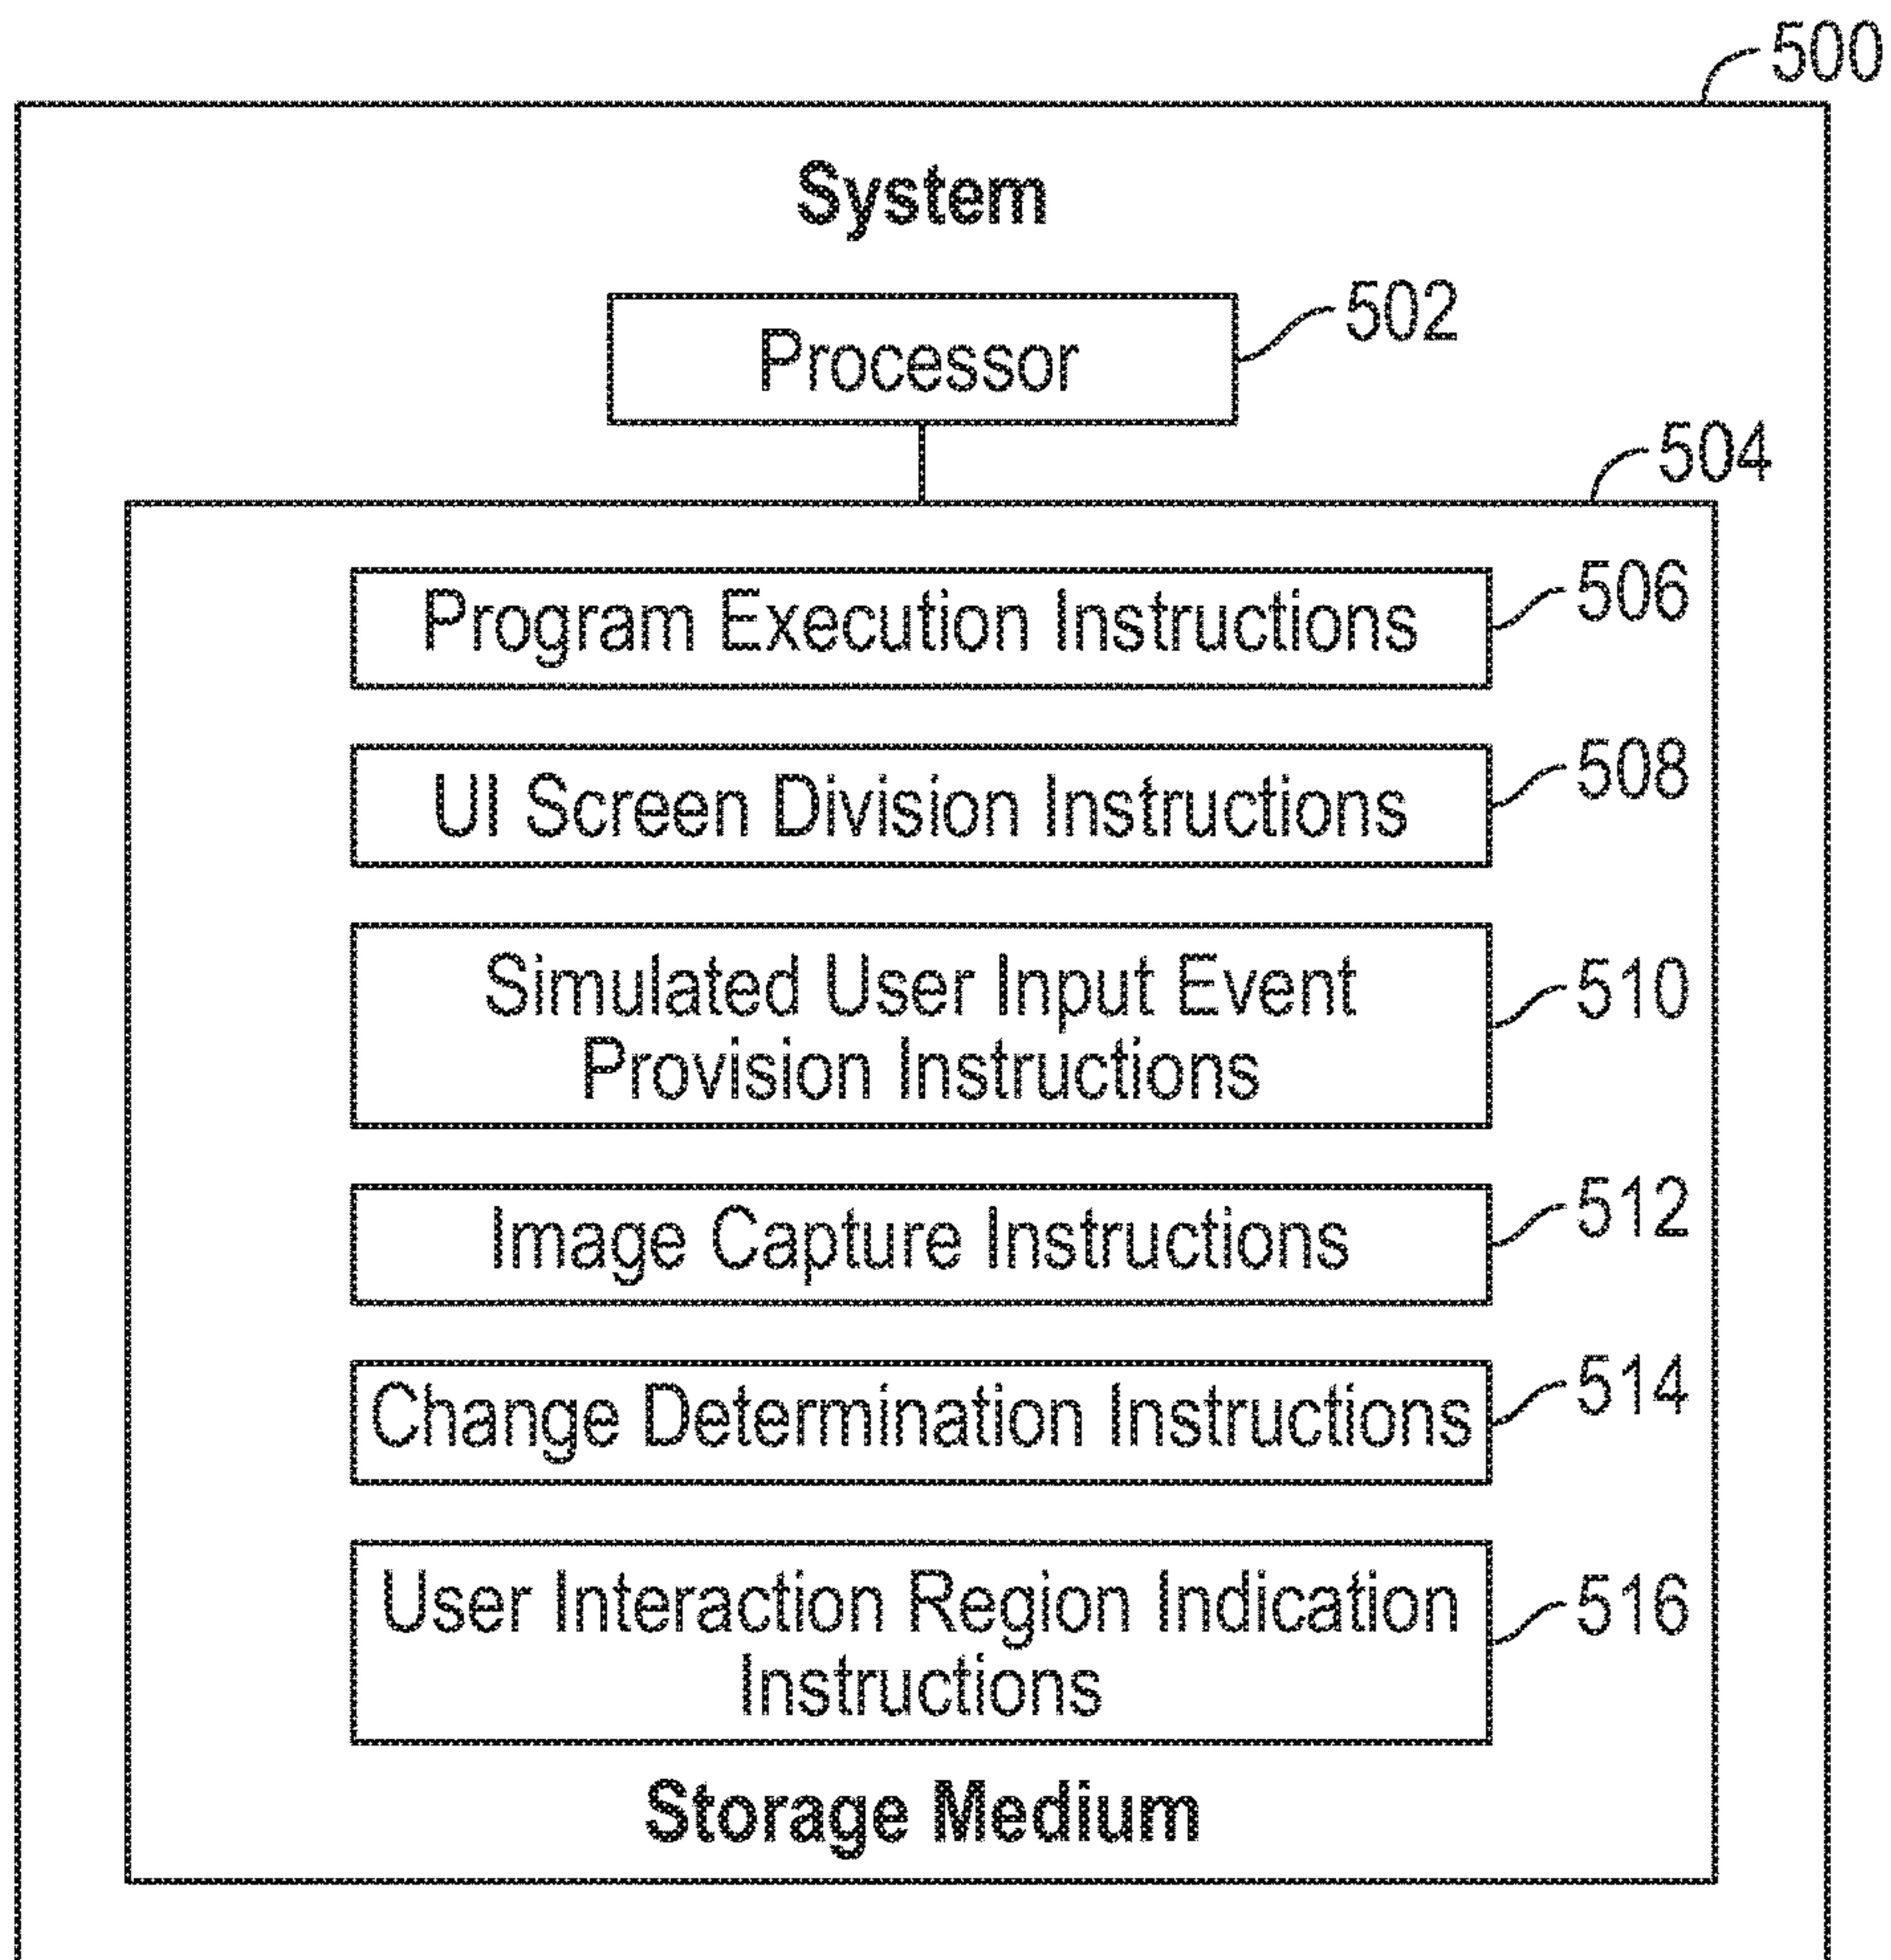 500
System
Processor
502
504
Program Execution Instructions
506
UI Screen Division Instructions
508
Simulated User Input Event
Provision Instructions
510
Image Capture Instructions
512
Change Determination Instructions
514
User Interaction Region Indication
Instructions
516
Storage Medium